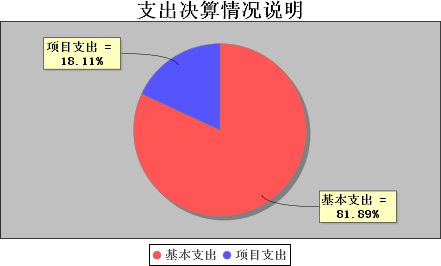 支出决算情况说明
项目支出 =
18.11%
基本支出 =
81.89%
基本支出 项目支出